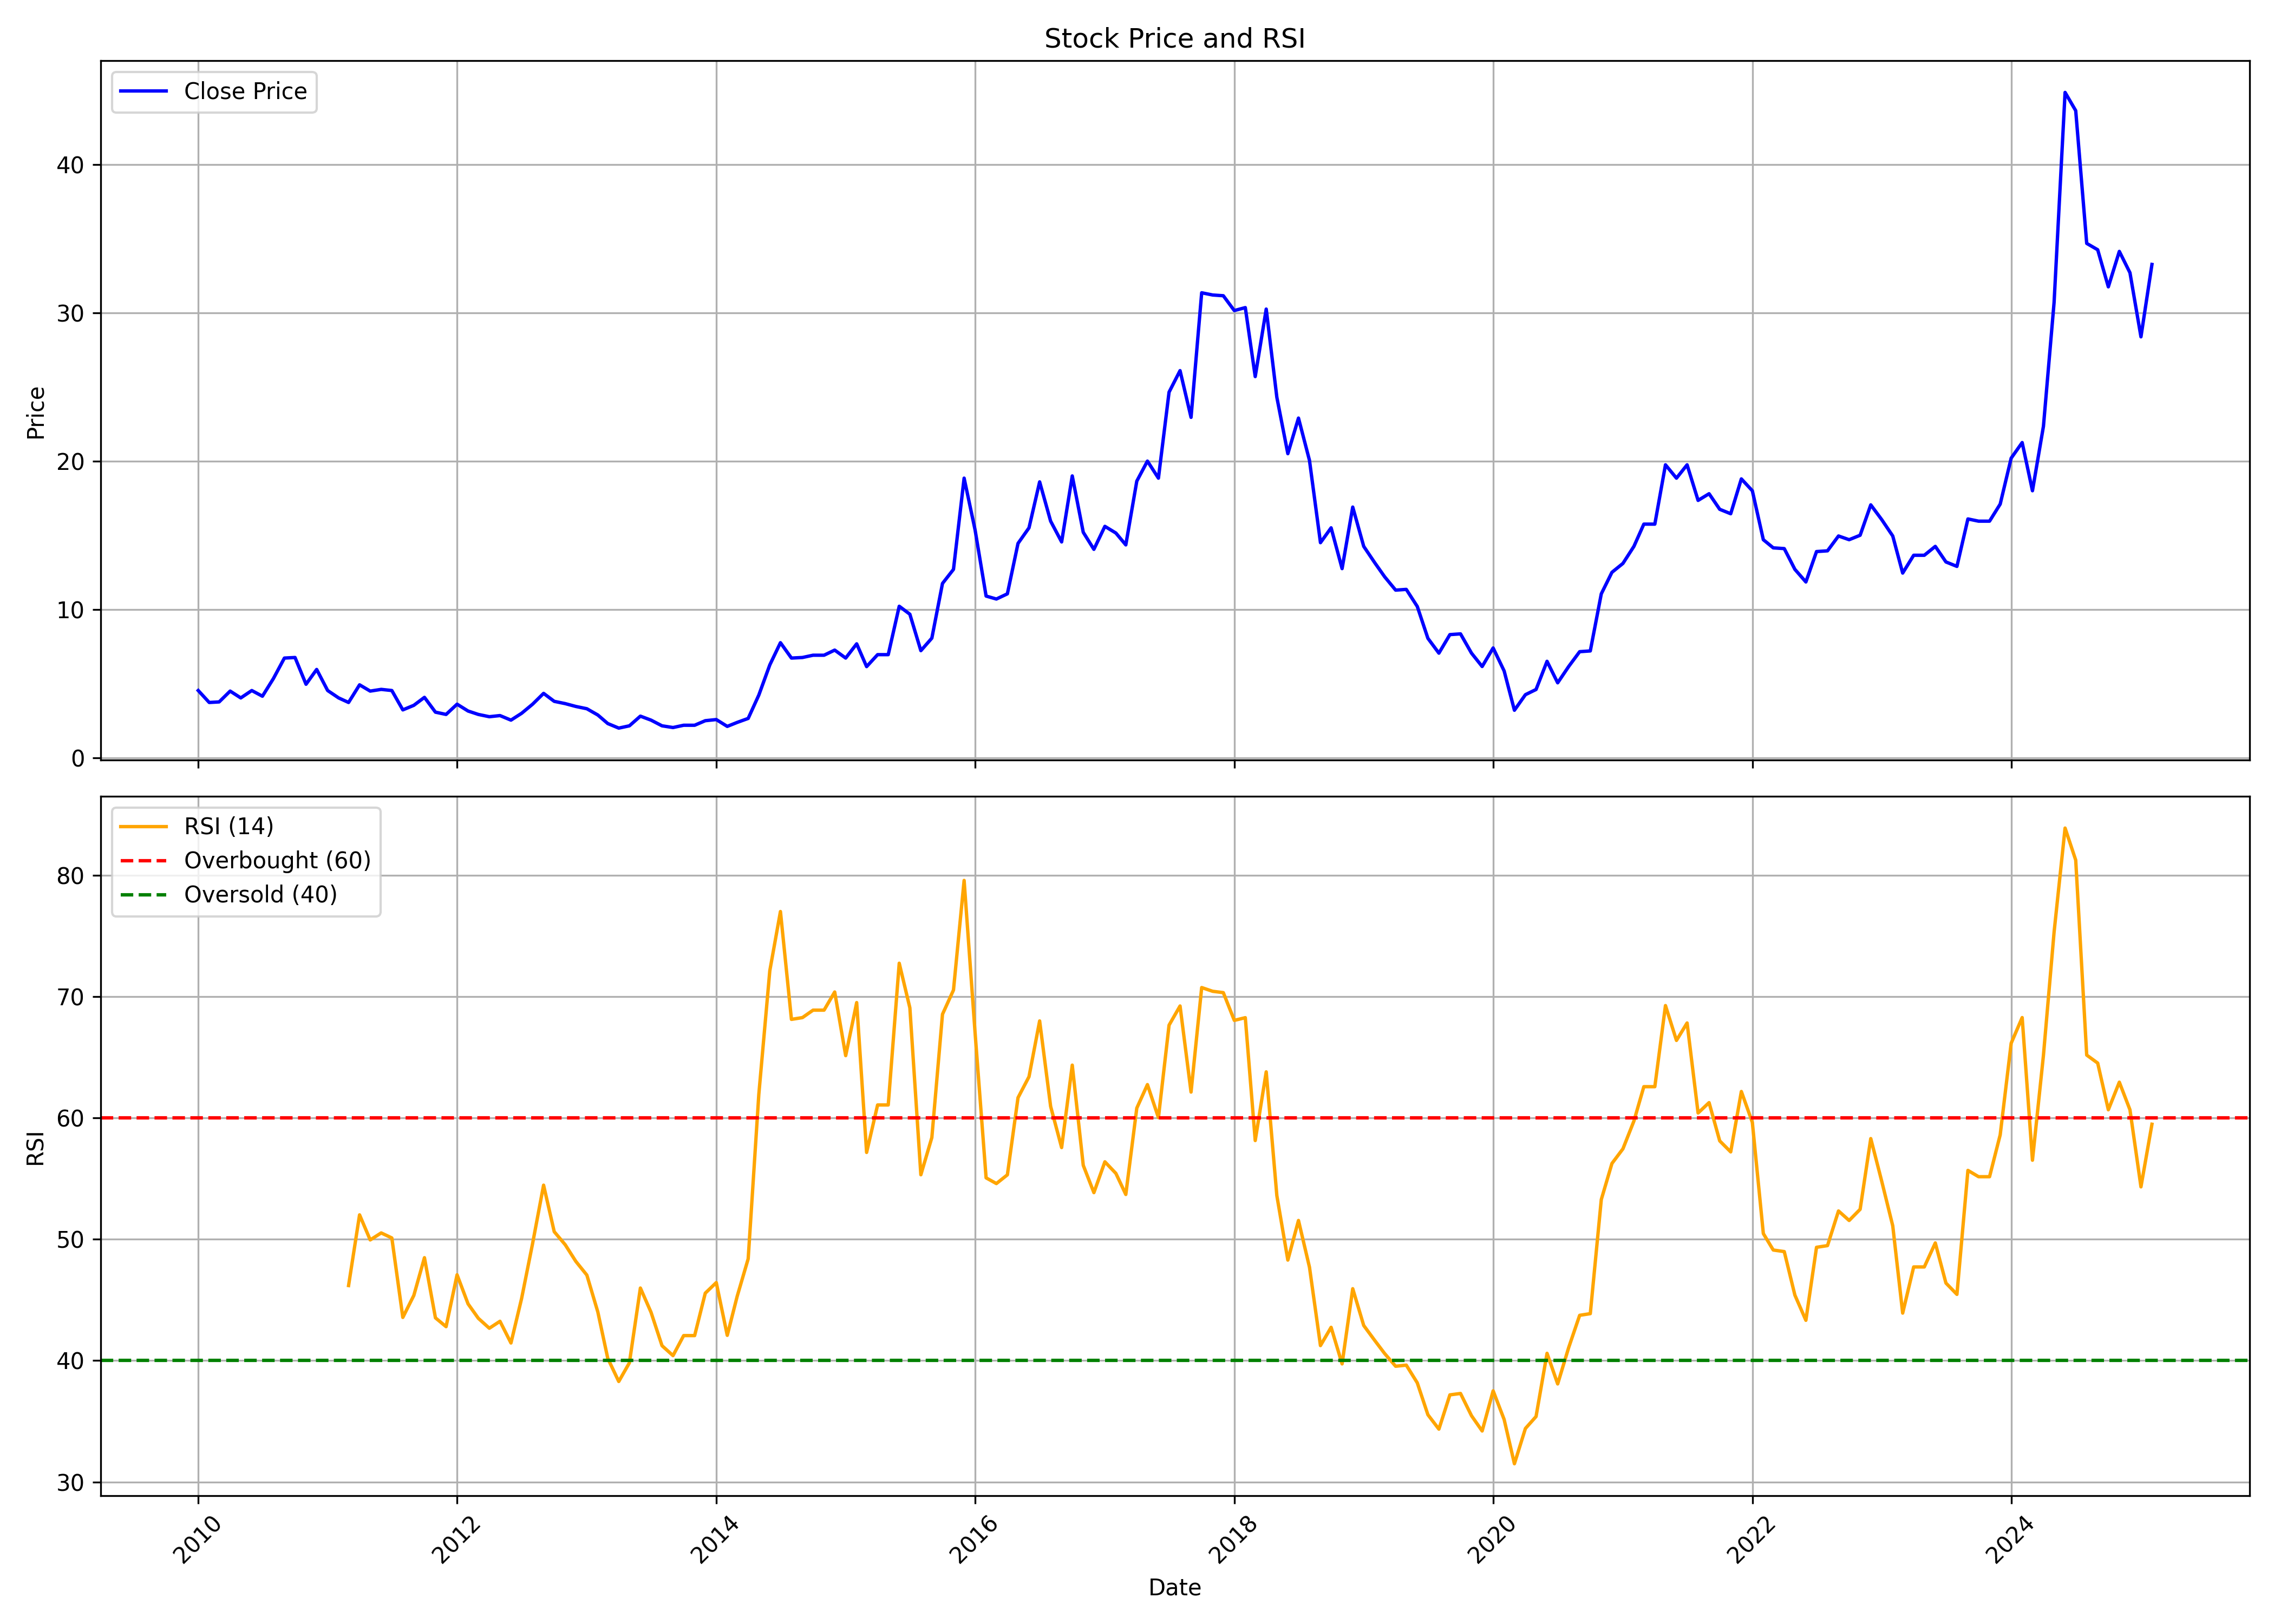 Stock Price and RSI
Close Price
Price
40
30
20
10
0
RSI (14)
Overbought (60)
Oversold (40)
RSI
80
70
60
50
40
30
2010
2012
2014
2016
2018
2020
2022
2024
Date